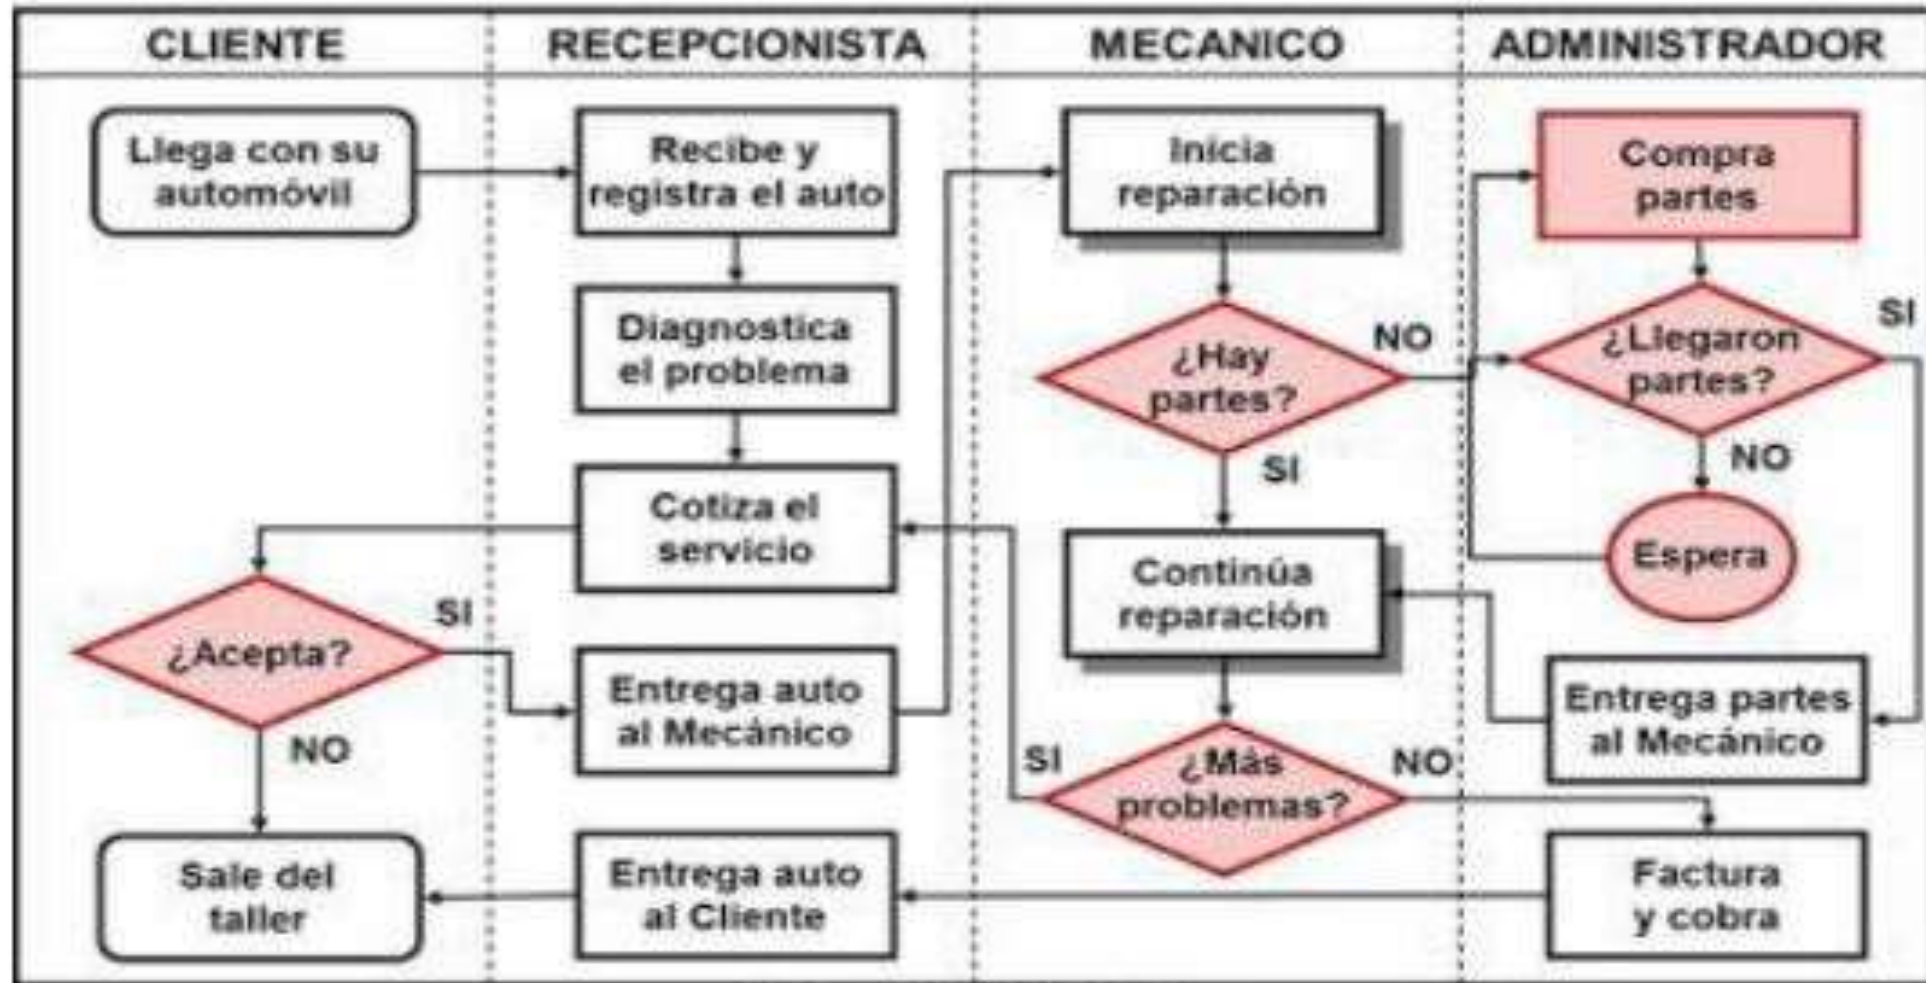 CLIENTE
RECEPCIONISTA
MECANICO
ADMINISTRADOR
Llega con su
automóvil
Recibe y
registra el auto
Diagnostica
el problema
Cotiza el
servicio
¿Acepta?
SI
NO
Entrega auto
al Mecánico
Sale del
taller
Entrega auto
al Cliente
Inicia
reparación
¿Hay
partes?
NO
SI
Continúa
reparación
¿Más
problemas?
SI
NO
Compra
partes
¿Llegaron
partes?
SI
NO
Espera
Entrega partes
al Mecánico
Factura
y cobra